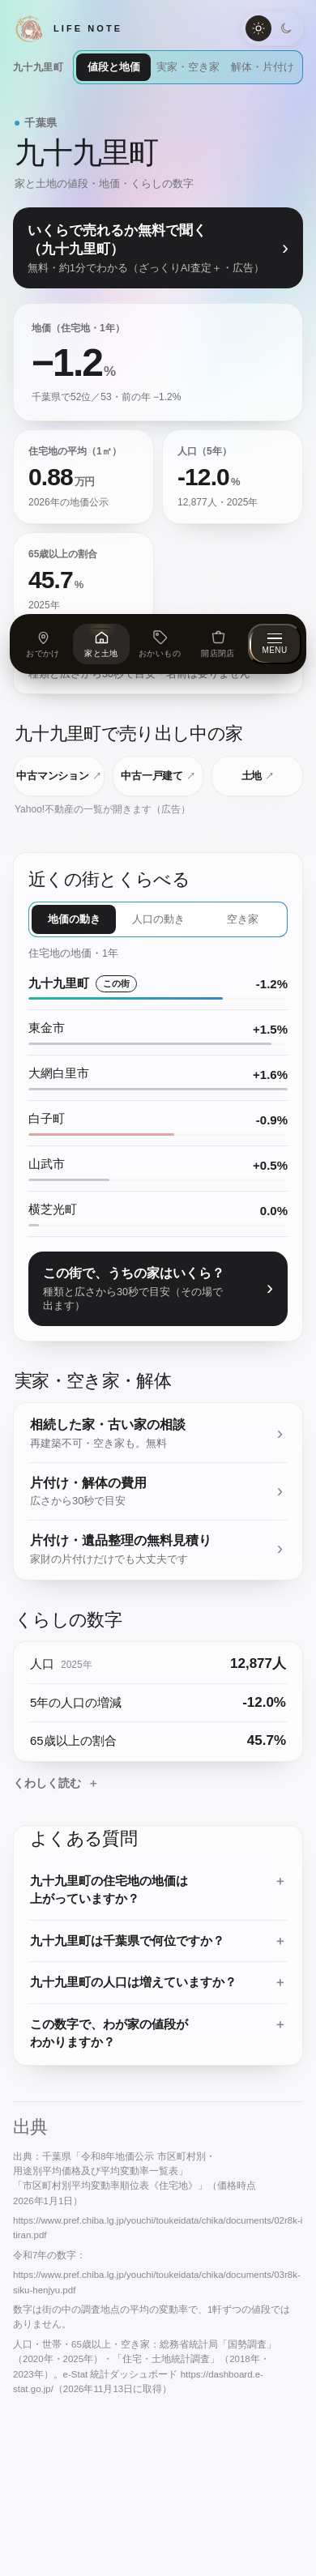 LIFE NOTE
九十九里町
値段と地価
実家・空き家
解体・片付け
千葉県
九十九里町
家と土地の値段・地価・くらしの数字
いくらで売れるか無料で聞く
（九十九里町）
›
無料・約1分でわかる（ざっくりAI査定＋・広告）
地価（住宅地・1年）
−1.2%
千葉県で52位／53・前の年 −1.2%
住宅地の平均（1㎡）
0.88万円
2026年の地価公示
人口（5年）
-12.0%
12,877人・2025年
65歳以上の割合
45.7%
2025年
おでかけ
家と土地
おかいもの
開店閉店
MENU
九十九里町で売り出し中の家
中古マンション ↗
中古一戸建て ↗
土地 ↗
Yahoo!不動産の一覧が開きます（広告）
近くの街とくらべる
地価の動き
人口の動き
空き家
住宅地の地価・1年
九十九里町 この街 -1.2%
東金市 +1.5%
大網白里市 +1.6%
白子町 -0.9%
山武市 +0.5%
横芝光町 0.0%
この街で、うちの家はいくら？
種類と広さから30秒で目安（その場で
出ます）
›
実家・空き家・解体
相続した家・古い家の相談
再建築不可・空き家も。無料
›
片付け・解体の費用
広さから30秒で目安
›
片付け・遺品整理の無料見積り
家財の片付けだけでも大丈夫です
›
くらしの数字
人口 2025年 12,877人
5年の人口の増減 -12.0%
65歳以上の割合 45.7%
くわしく読む ＋
よくある質問
九十九里町の住宅地の地価は
上がっていますか？
+
九十九里町は千葉県で何位ですか？ +
九十九里町の人口は増えていますか？ +
この数字で、わが家の値段が
わかりますか？
+
出典
出典：千葉県「令和8年地価公示 市区町村別・
用途別平均価格及び平均変動率一覧表」
「市区町村別平均変動率順位表《住宅地》」（価格時点
2026年1月1日）
https://www.pref.chiba.lg.jp/youchi/toukeidata/chika/documents/02r8k-i
tiran.pdf
令和7年の数字：
https://www.pref.chiba.lg.jp/youchi/toukeidata/chika/documents/03r8k-
siku-henjyu.pdf
数字は街の中の調査地点の平均の変動率で、1軒ずつの値段では
ありません。
人口・世帯・65歳以上・空き家：総務省統計局「国勢調査」
（2020年・2025年）・「住宅・土地統計調査」（2018年・
2023年）。e-Stat 統計ダッシュボード https://dashboard.e-
stat.go.jp/（2026年11月13日に取得）